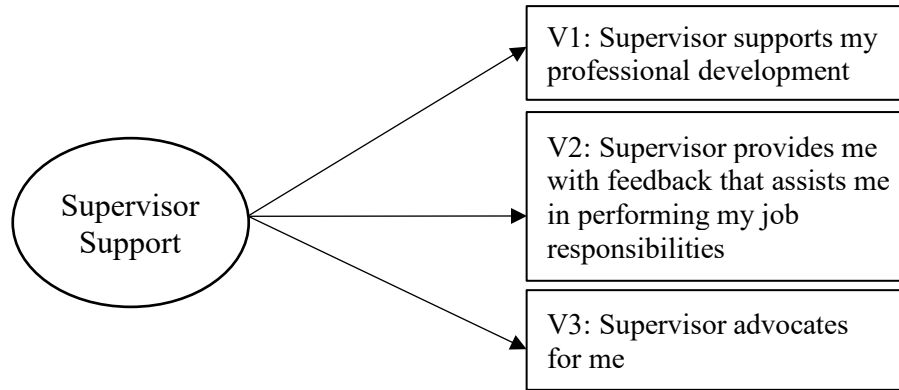 Supervisor
Support
V1: Supervisor supports my
professional development
V2: Supervisor provides me
with feedback that assists me
in performing my job
responsibilities
V3: Supervisor advocates
for me